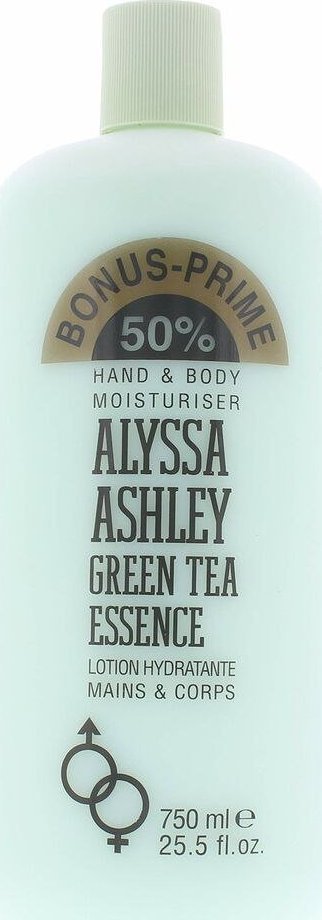 BONUS-PRIME
50%
HAND & BODY
MOISTURISER
ALYSSA
ASHLEY
GREEN TEA
ESSENCE
LOTION HYDRATANTE
MAINS & CORPS
750 ml ℮
25.5 fl.oz.